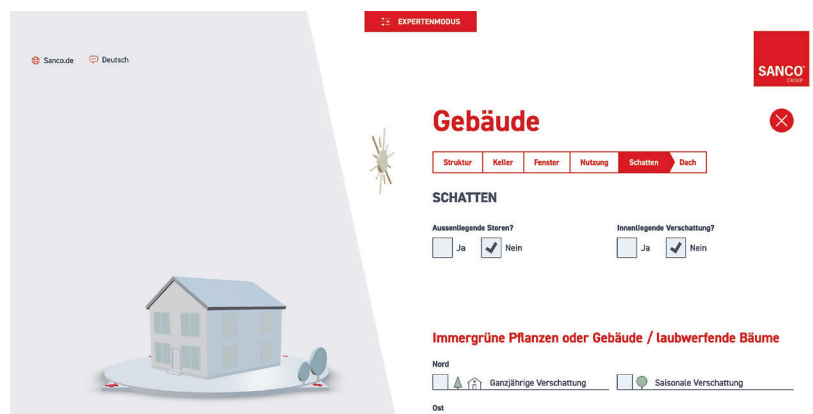 EXPERTENMODUS
Sanco.de Deutsch
SANCO
GROUP
Gebäude
Struktur Keller Fenster Nutzung Schatten Dach
SCHATTEN
Aussenliegende Storen? Innenliegende Verschattung?
Ja Nein Ja Nein
Immergrüne Pflanzen oder Gebäude / laubwerfende Bäume
Nord
Ganzjährige Verschattung Saisonale Verschattung
Ost